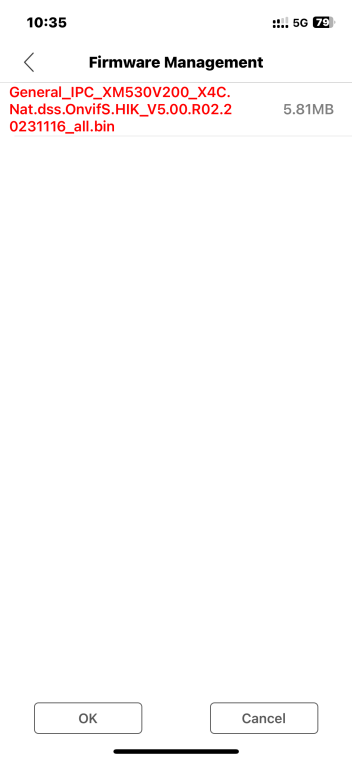 10:35
5G 79
Firmware Management
General_IPC_XM530V200_X4C.
Nat.dss.OnvifS.HIK_V5.00.R02.2
0231116_all.bin
5.81MB
OK
Cancel